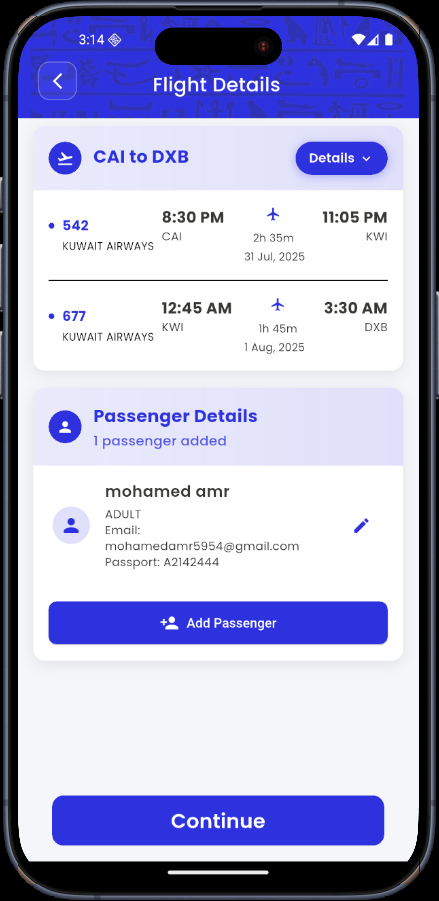 3:14
Flight Details
CAI to DXB
Details
542
KUWAIT AIRWAYS
8:30 PM
CAI
2h 35m
31 Jul, 2025
11:05 PM
KWI
677
KUWAIT AIRWAYS
12:45 AM
KWI
1h 45m
1 Aug, 2025
3:30 AM
DXB
Passenger Details
1 passenger added
mohamed amr
ADULT
Email:
mohamedamr5954@gmail.com
Passport: A2142444
Add Passenger
Continue